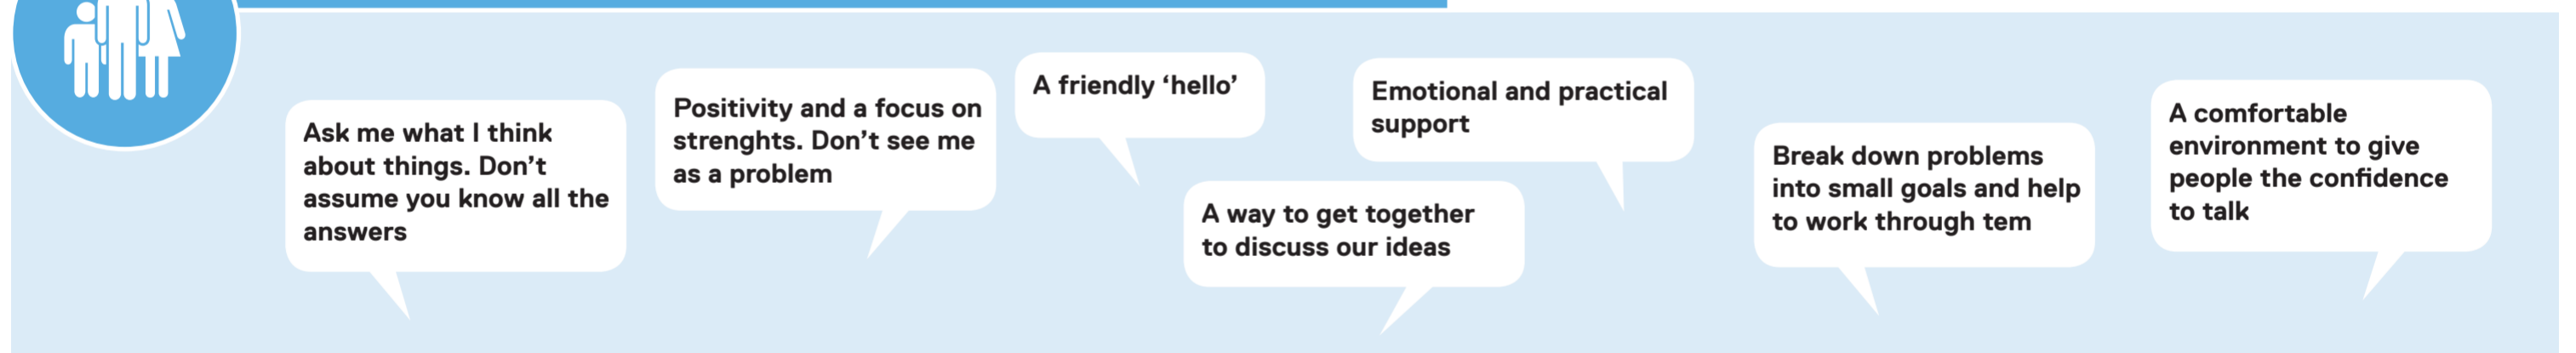 Ask me what I think
about things. Don’t
assume you know all the
answers
Positivity and a focus on
strenghts. Don’t see me
as a problem
A friendly ‘hello’
A way to get together
to discuss our ideas
Emotional and practical
support
Break down problems
into small goals and help
to work through tem
A comfortable
environment to give
people the confidence
to talk